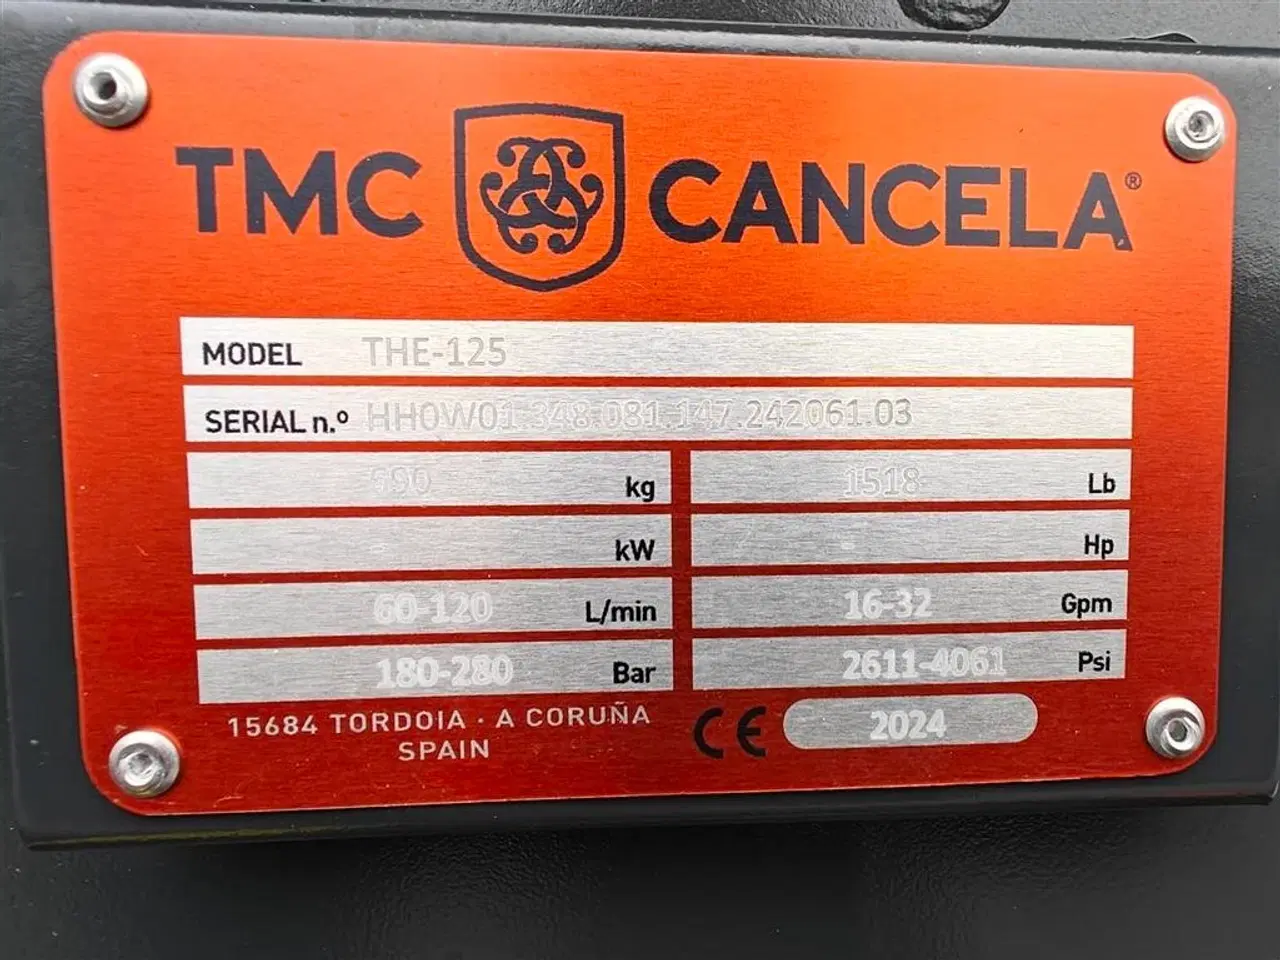 TMC CANCELA®
MODEL THE-125
SERIAL n.º HH0W01.348.081.147.242061.03
kg 1518 Lb
kW - Hp
60-120 L/min 16-32 Gpm
180-280 Bar 2611-4061 Psi
15684 TORDOIA · A CORUÑA
SPAIN
CE 2024